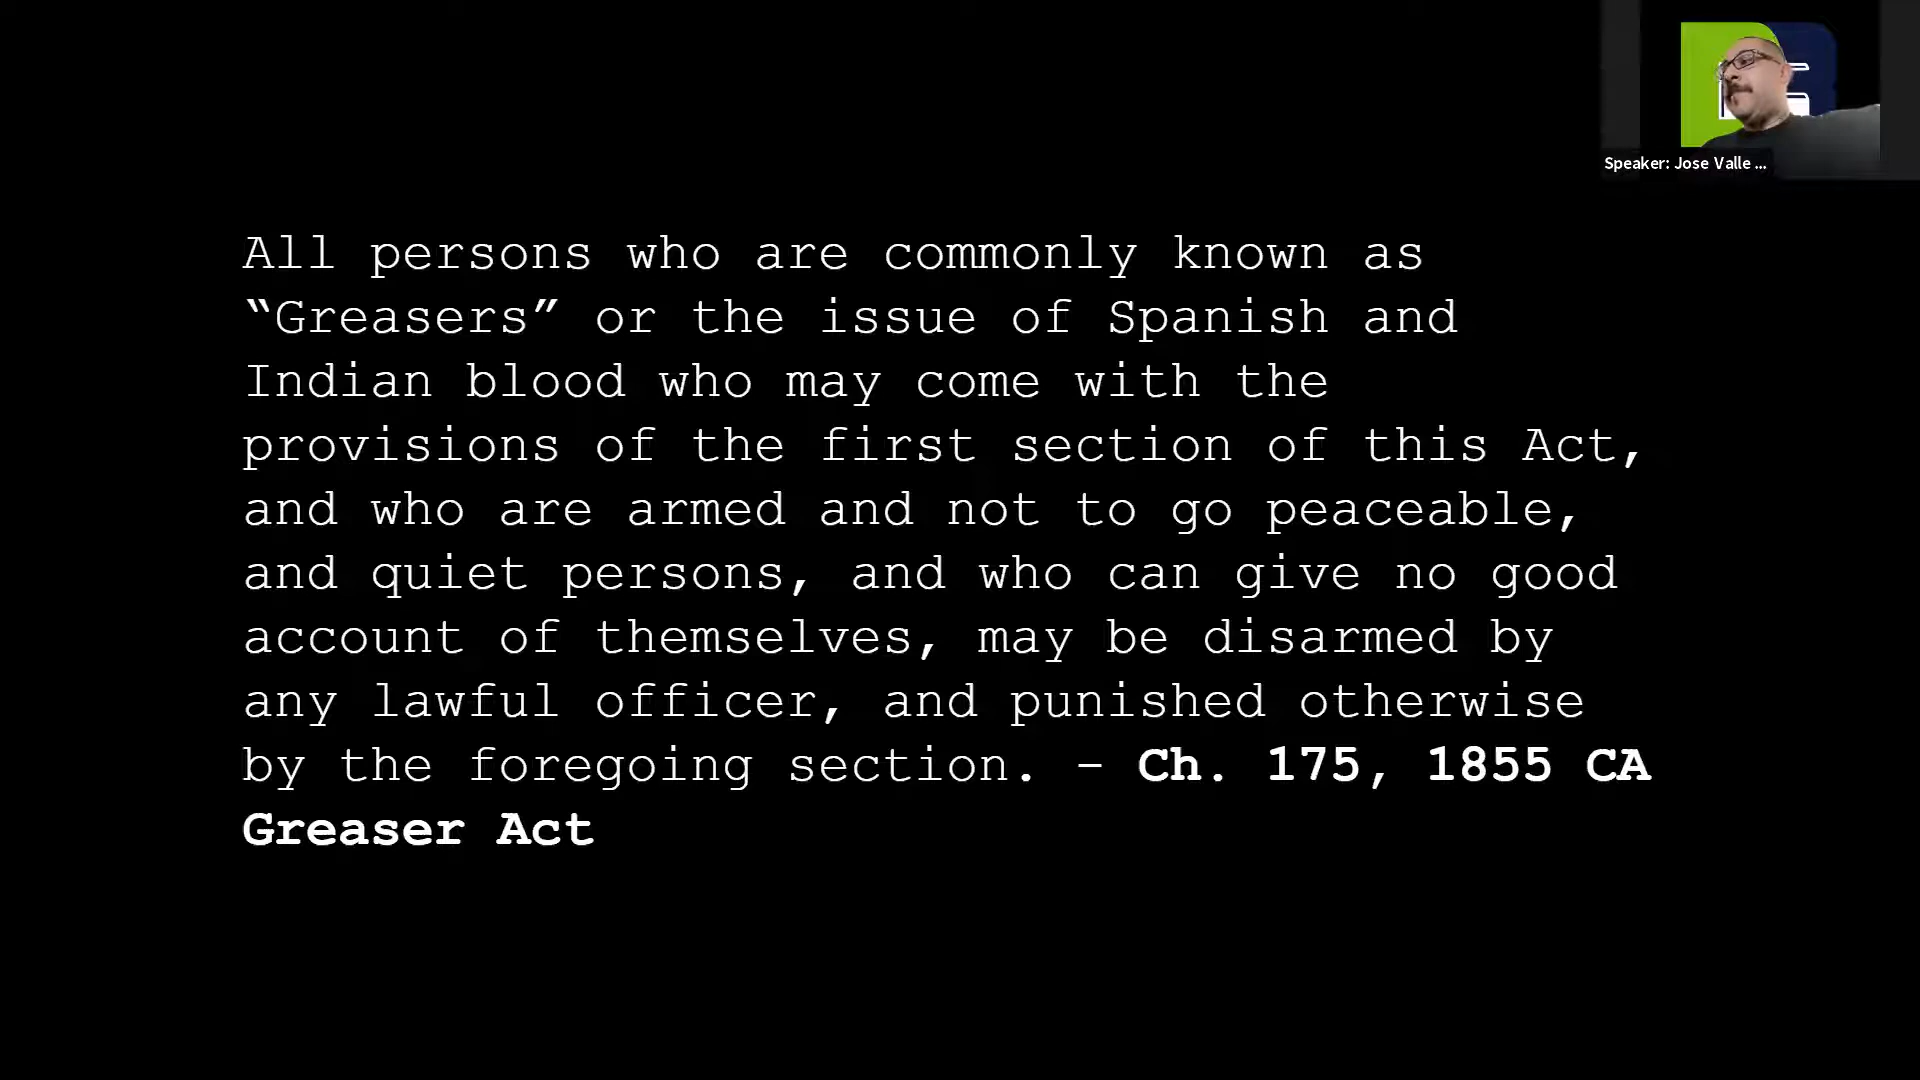 Speaker: Jose Valle ...
All persons who are commonly known as
“Greasers” or the issue of Spanish and
Indian blood who may come with the
provisions of the first section of this Act,
and who are armed and not to go peaceable,
and quiet persons, and who can give no good
account of themselves, may be disarmed by
any lawful officer, and punished otherwise
by the foregoing section. - Ch. 175, 1855 CA
Greaser Act